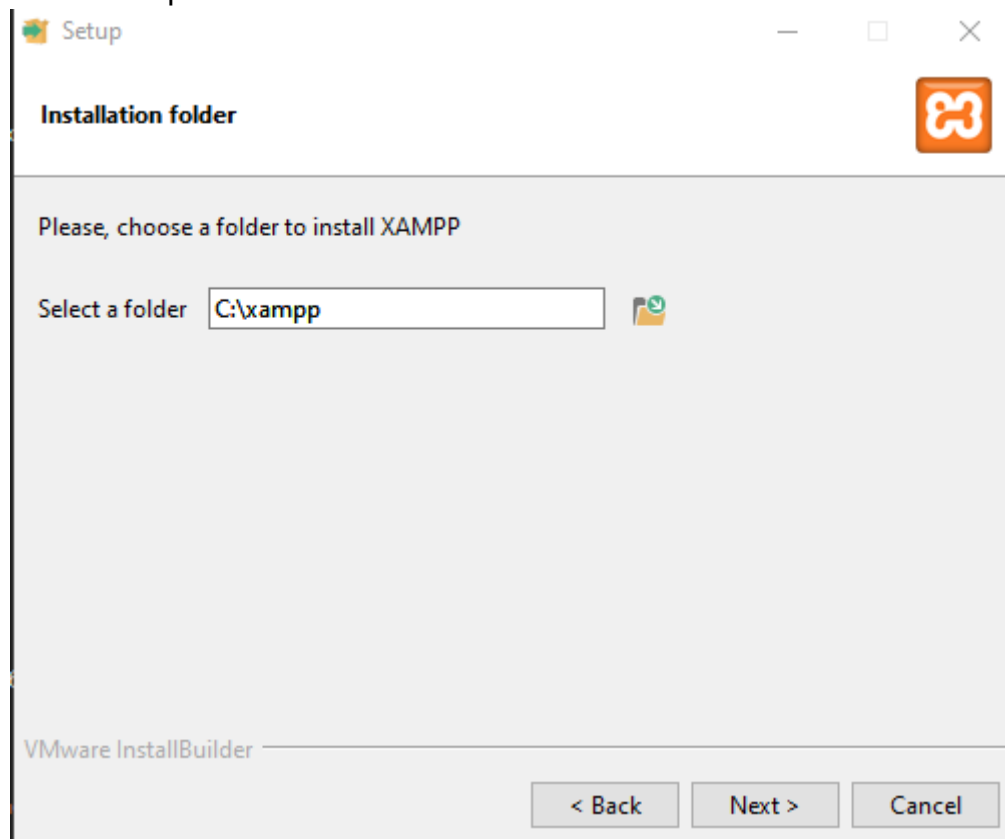 Setup
Installation folder
Please, choose a folder to install XAMPP
Select a folder C:\xampp
VMware InstallBuilder
< Back Next > Cancel